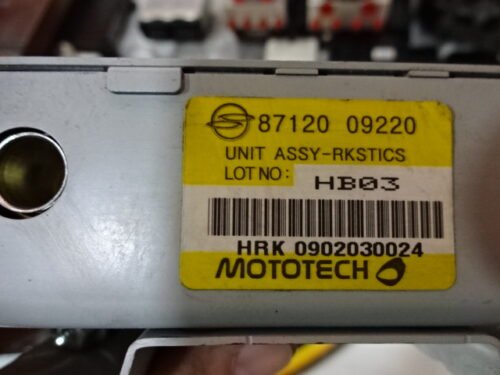 87120 09220
UNIT ASSY-RKSTICS
LOT NO: HB03
HRK 0902030024
MOTOTECH